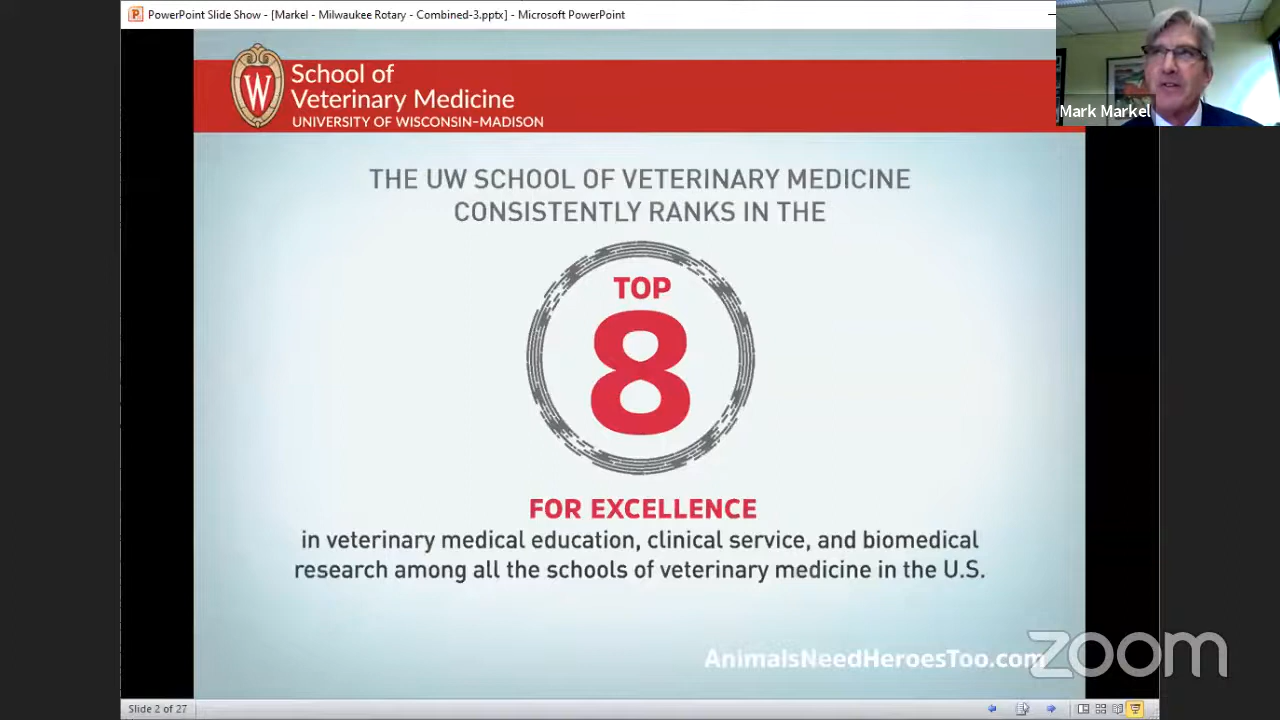 PowerPoint Slide Show - [Markel - Milwaukee Rotary - Combined-3.pptx] - Microsoft PowerPoint
School of
Veterinary Medicine
UNIVERSITY OF WISCONSIN–MADISON
W
Mark Markel
THE UW SCHOOL OF VETERINARY MEDICINE
CONSISTENTLY RANKS IN THE
TOP
8
FOR EXCELLENCE
in veterinary medical education, clinical service, and biomedical
research among all the schools of veterinary medicine in the U.S.
AnimalsNeedHeroesToo.com
zoom
Slide 2 of 27